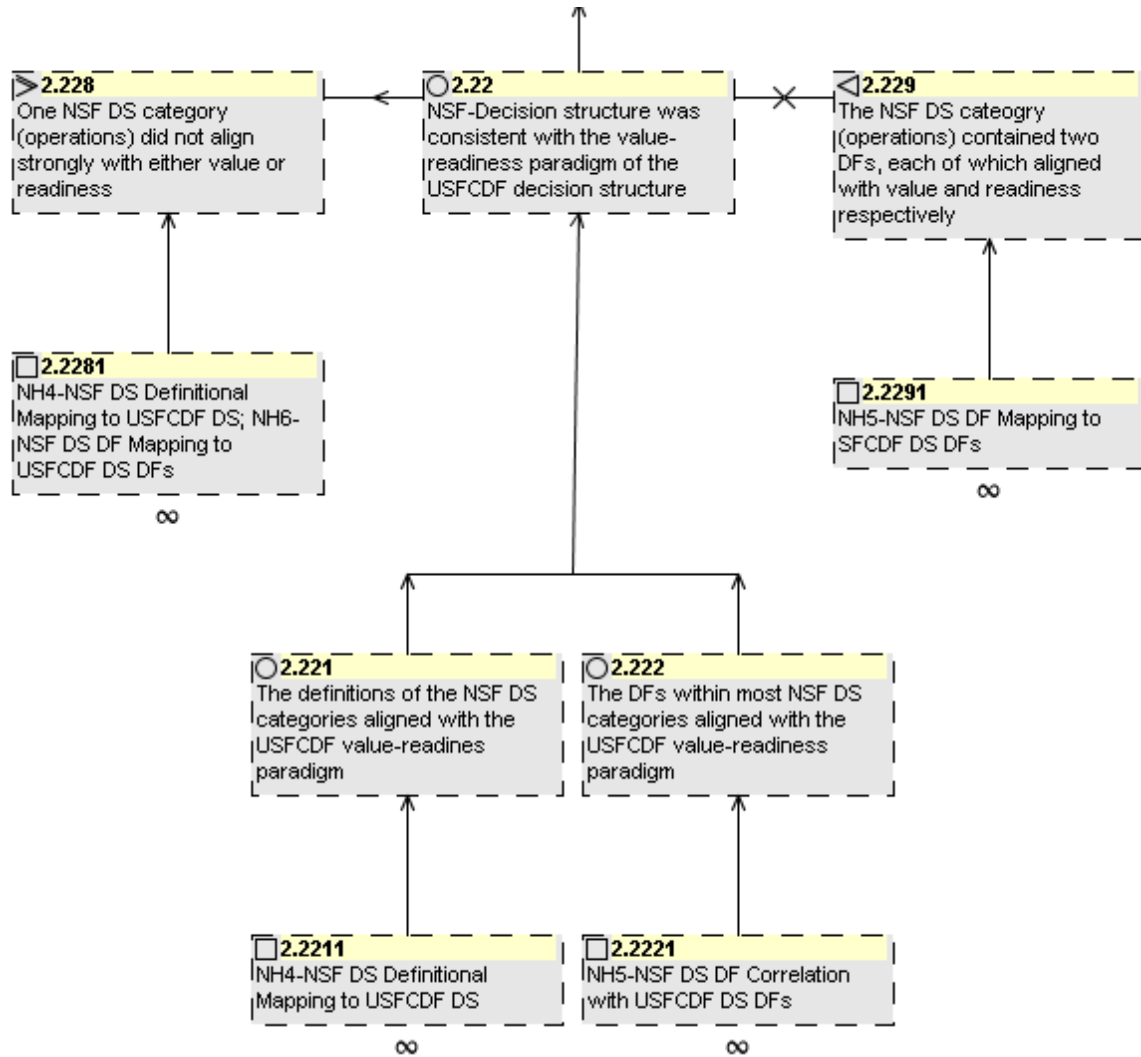 2.228
One NSF DS category
(operations) did not align
strongly with either value or
readiness
2.22
NSF-Decision structure was
consistent with the value-
readiness paradigm of the
USFCDF decision structure
2.229
The NSF DS cateogry
(operations) contained two
DFs, each of which aligned
with value and readiness
respectively
2.2281
NH4-NSF DS Definitional
Mapping to USFCDF DS; NH6-
NSF DS DF Mapping to
USFCDF DS DFs
∞
2.2291
NH5-NSF DS DF Mapping to
SFCDF DS DFs
∞
2.221
The definitions of the NSF DS
categories aligned with the
USFCDF value-readines
paradigm
2.222
The DFs within most NSF DS
categories aligned with the
USFCDF value-readiness
paradigm
2.2211
NH4-NSF DS Definitional
Mapping to USFCDF DS
∞
2.2221
NH5-NSF DS DF Correlation
with USFCDF DS DFs
∞